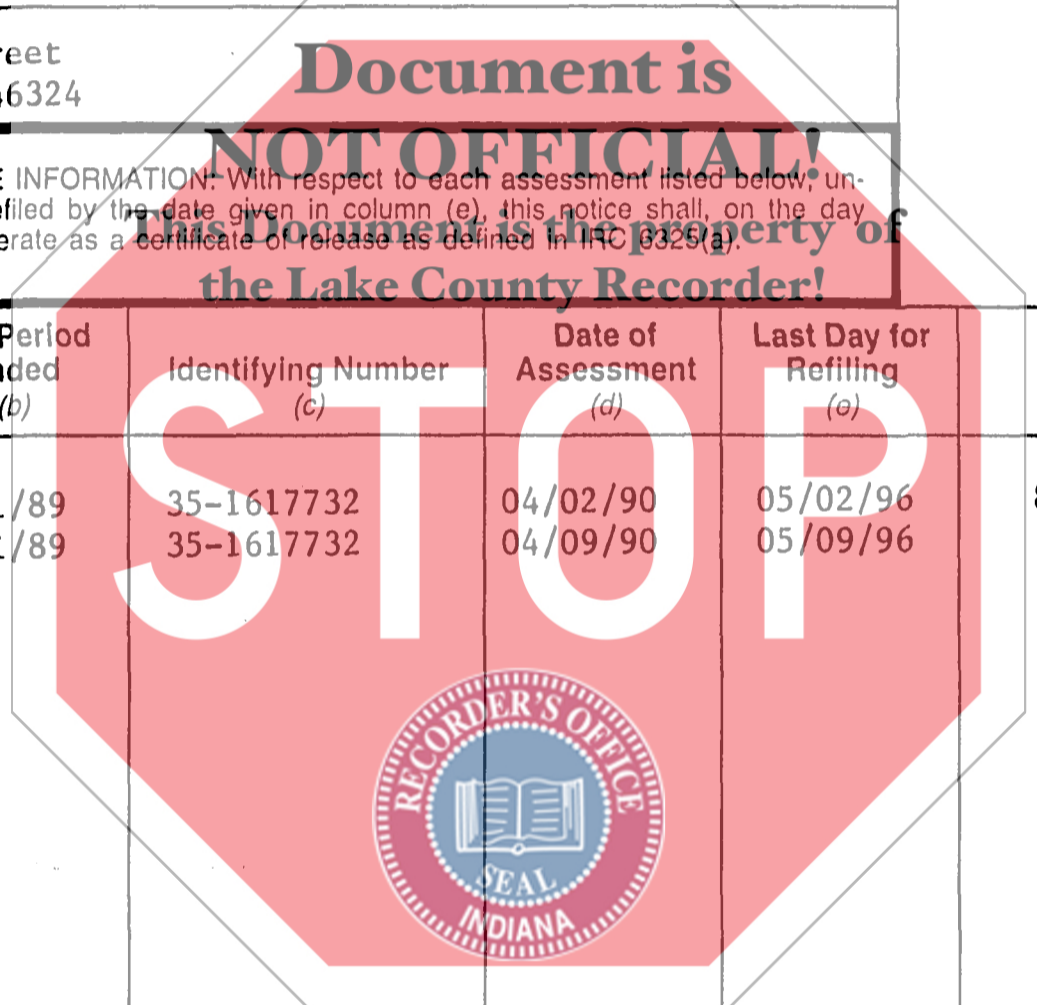 reet
46324
Document is
NOT OFFICIAL!
This Document is the property of
the Lake County Recorder!
INFORMATION: With respect to each assessment listed below, un-
efiled by the date given in column (e), this notice shall, on the day
erate as a certificate of release as defined in IRC 6325(a).
Period
ded
(b)
Identifying Number
(c)
Date of
Assessment
(d)
Last Day for
Refiling
(e)
/89 35-1617732 04/02/90 05/02/96
/89 35-1617732 04/09/90 05/09/96
STOP
RECORDER'S OFFICE
SEAL
INDIANA